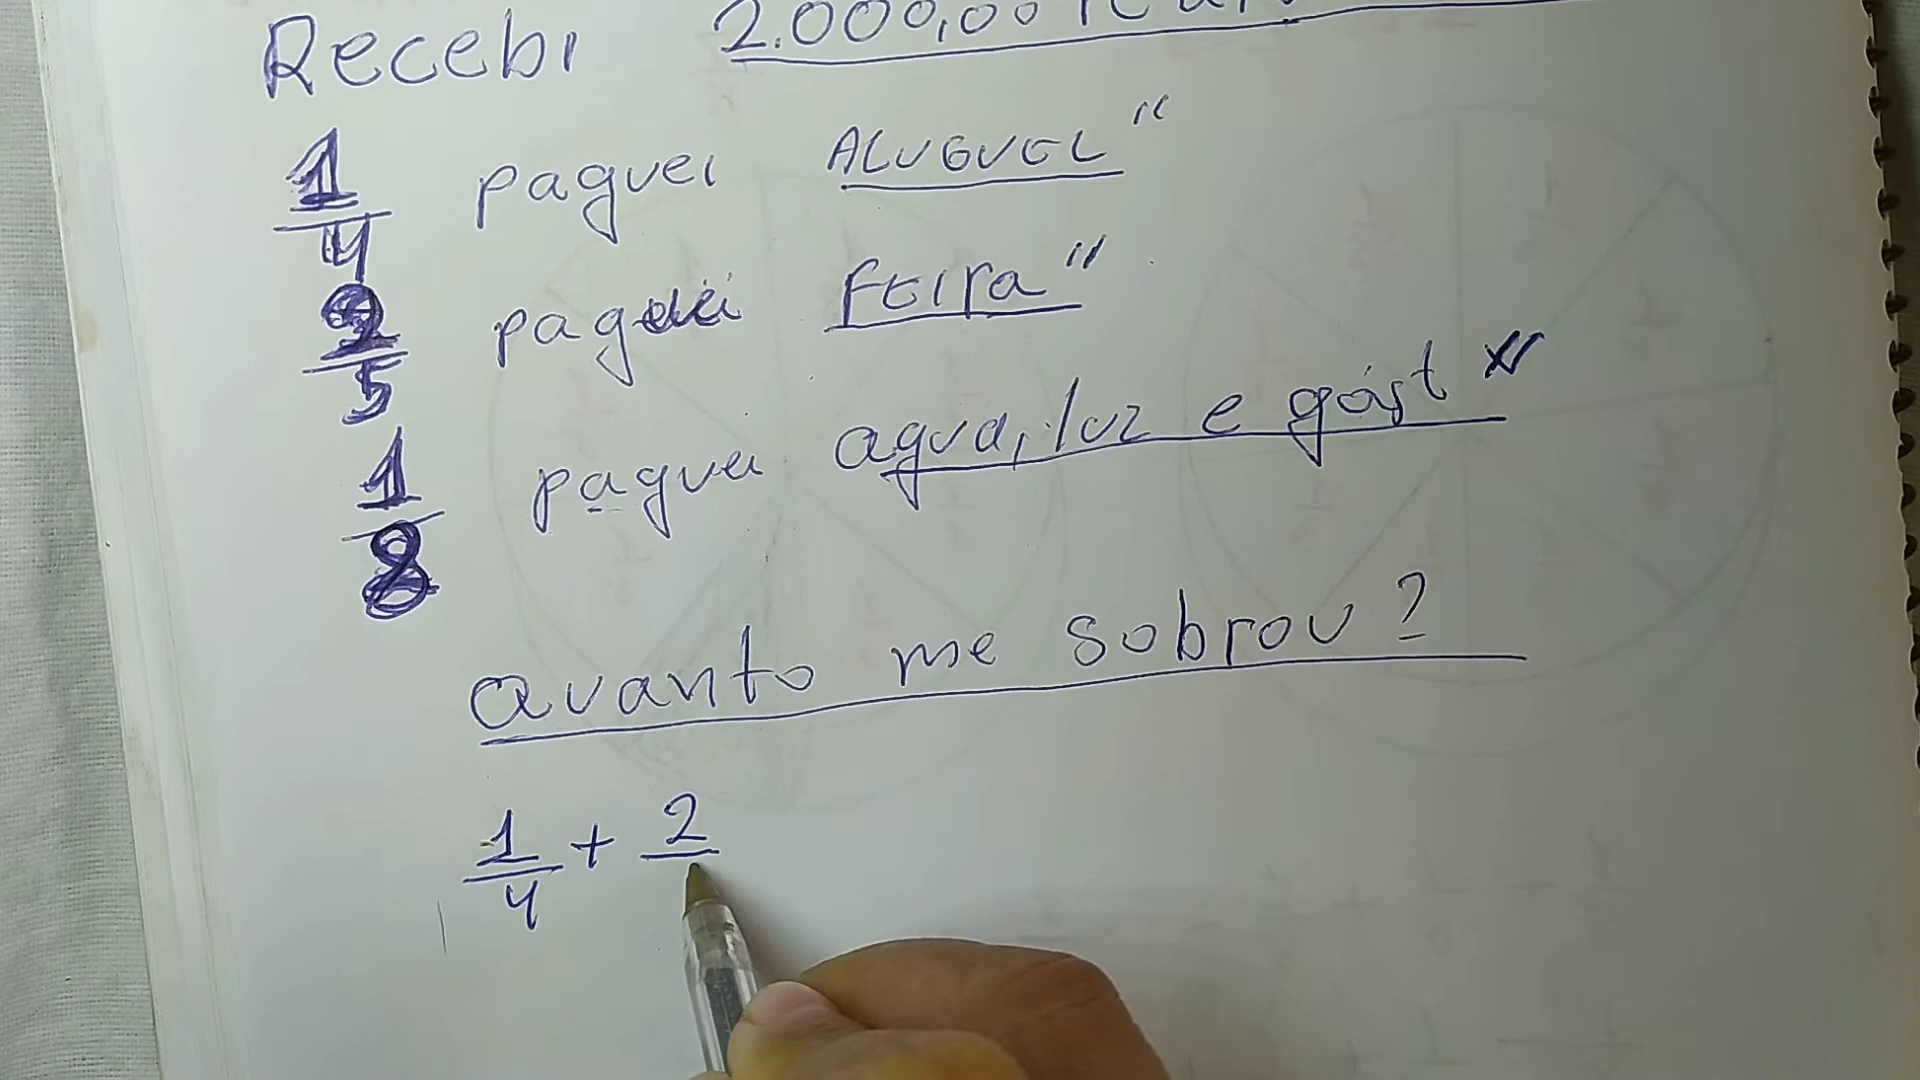 Recebi 2.000,00
1/4 paguei ALUGUEL"
2/5 paguei FEIra"
1/8 paguei agua, luz e
Quanto me sobrou?
1/4 + 2